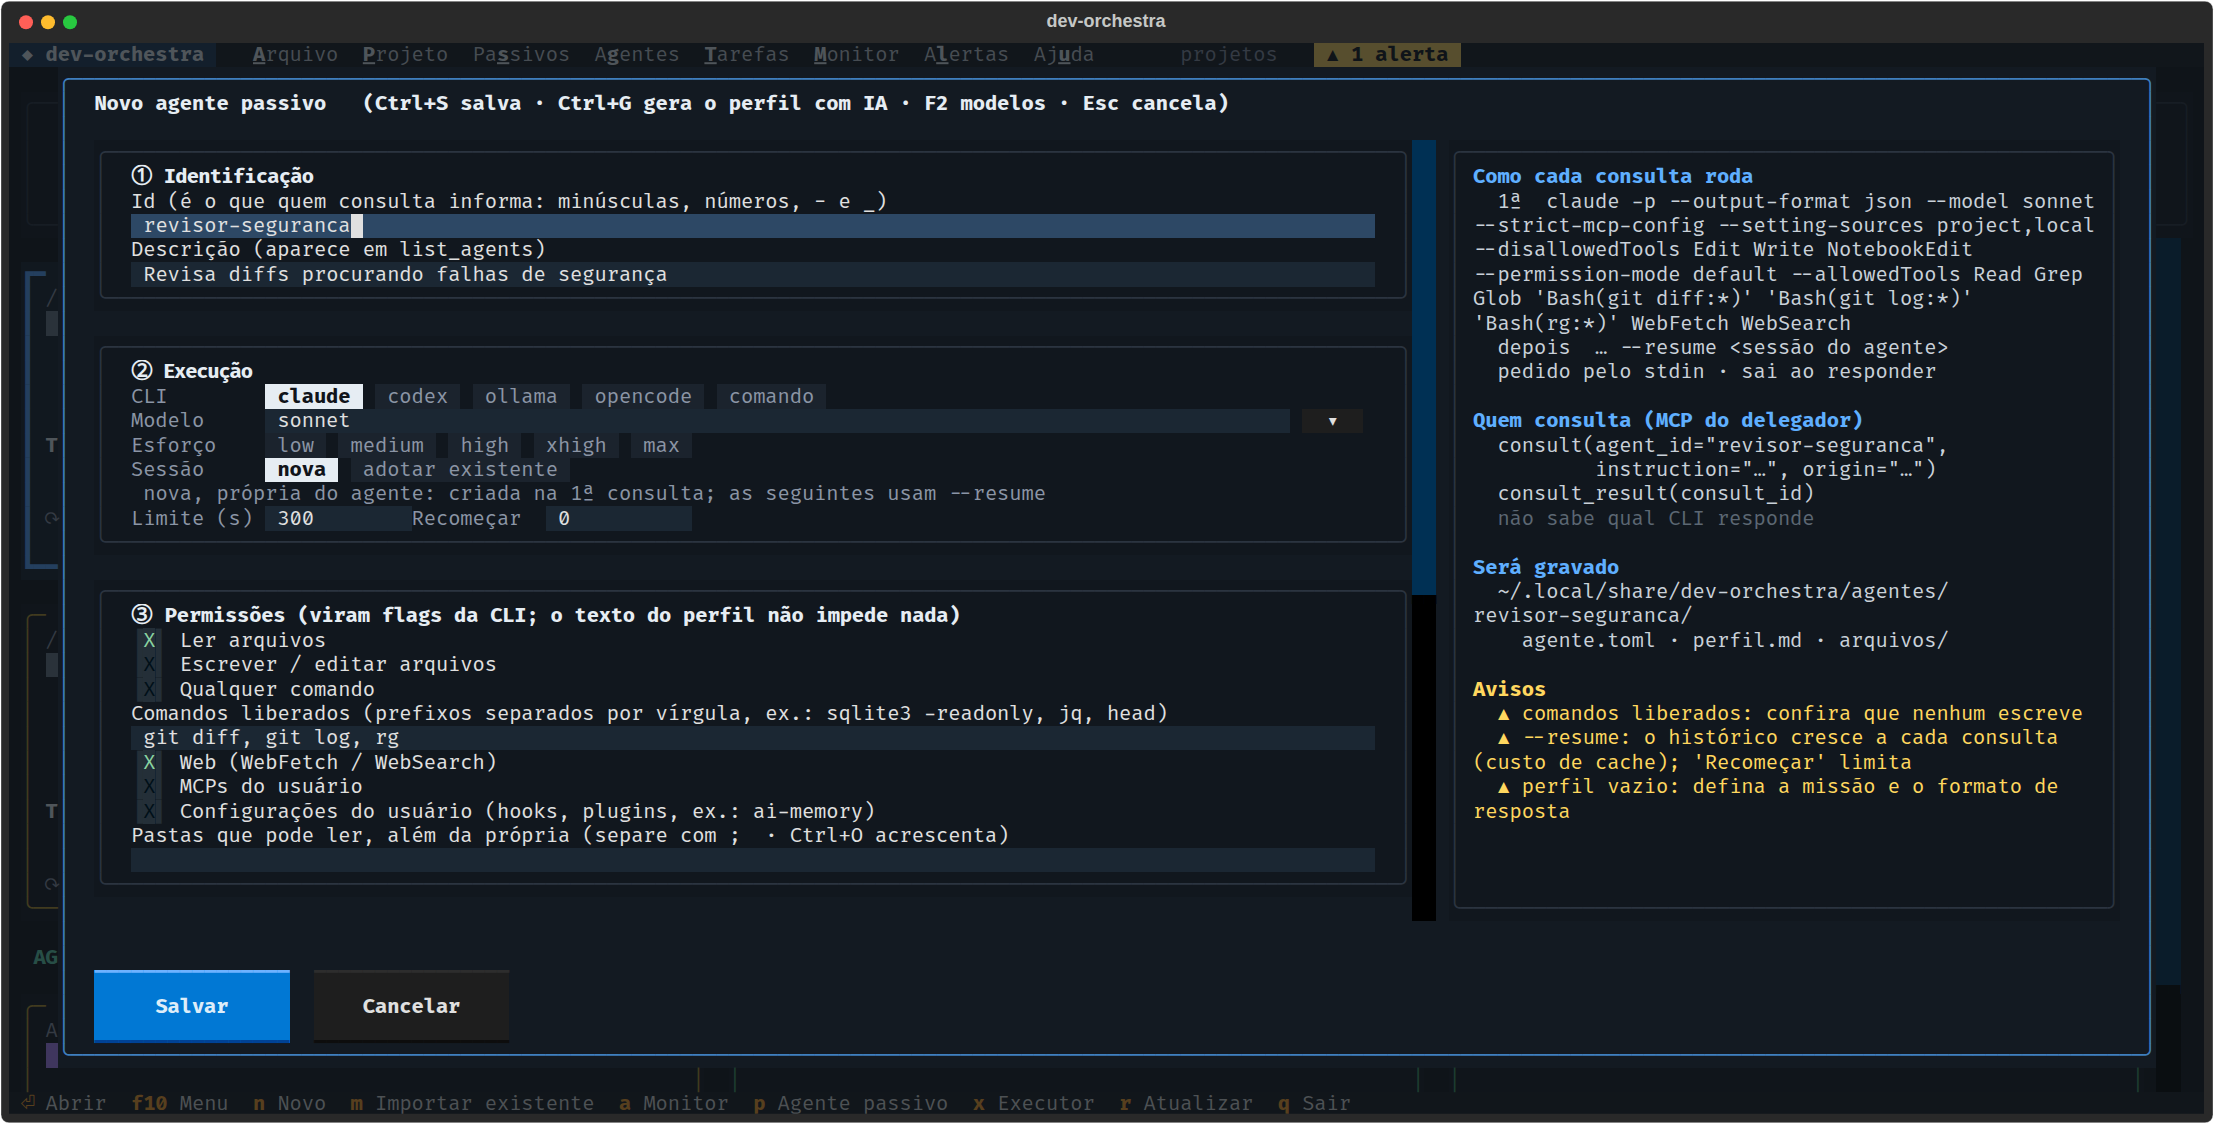 dev-orchestra
◆ dev-orchestra Arquivo Projeto Passivos Agentes Tarefas Monitor Alertas Ajuda projetos ▲ 1 alerta
Novo agente passivo (Ctrl+S salva · Ctrl+G gera o perfil com IA · F2 modelos · Esc cancela)
① Identificação
Id (é o que quem consulta informa: minúsculas, números, - e _)
revisor-seguranca
Descrição (aparece em list_agents)
Revisa diffs procurando falhas de segurança
② Execução
CLI claude codex ollama opencode comando
Modelo sonnet ▼
Esforço low medium high xhigh max
Sessão nova adotar existente
nova, própria do agente: criada na 1ª consulta; as seguintes usam --resume
Limite (s) 300 Recomeçar 0
③ Permissões (viram flags da CLI; o texto do perfil não impede nada)
X Ler arquivos
X Escrever / editar arquivos
X Qualquer comando
Comandos liberados (prefixos separados por vírgula, ex.: sqlite3 -readonly, jq, head)
git diff, git log, rg
X Web (WebFetch / WebSearch)
X MCPs do usuário
X Configurações do usuário (hooks, plugins, ex.: ai-memory)
Pastas que pode ler, além da própria (separe com ; · Ctrl+O acrescenta)
Como cada consulta roda
1ª claude -p --output-format json --model sonnet
--strict-mcp-config --setting-sources project,local
--disallowedTools Edit Write NotebookEdit
--permission-mode default --allowedTools Read Grep
Glob 'Bash(git diff:*)' 'Bash(git log:*)'
'Bash(rg:*)' WebFetch WebSearch
depois … --resume <sessão do agente>
pedido pelo stdin · sai ao responder
Quem consulta (MCP do delegador)
consult(agent_id="revisor-seguranca",
instruction="…", origin="…")
consult_result(consult_id)
não sabe qual CLI responde
Será gravado
~/.local/share/dev-orchestra/agentes/
revisor-seguranca/
agente.toml · perfil.md · arquivos/
Avisos
▲ comandos liberados: confira que nenhum escreve
▲ --resume: o histórico cresce a cada consulta
(custo de cache); 'Recomeçar' limita
▲ perfil vazio: defina a missão e o formato de
resposta
/
T
/
T
AG
A
Salvar Cancelar
⏎ Abrir f10 Menu n Novo m Importar existente a Monitor p Agente passivo x Executor r Atualizar q Sair